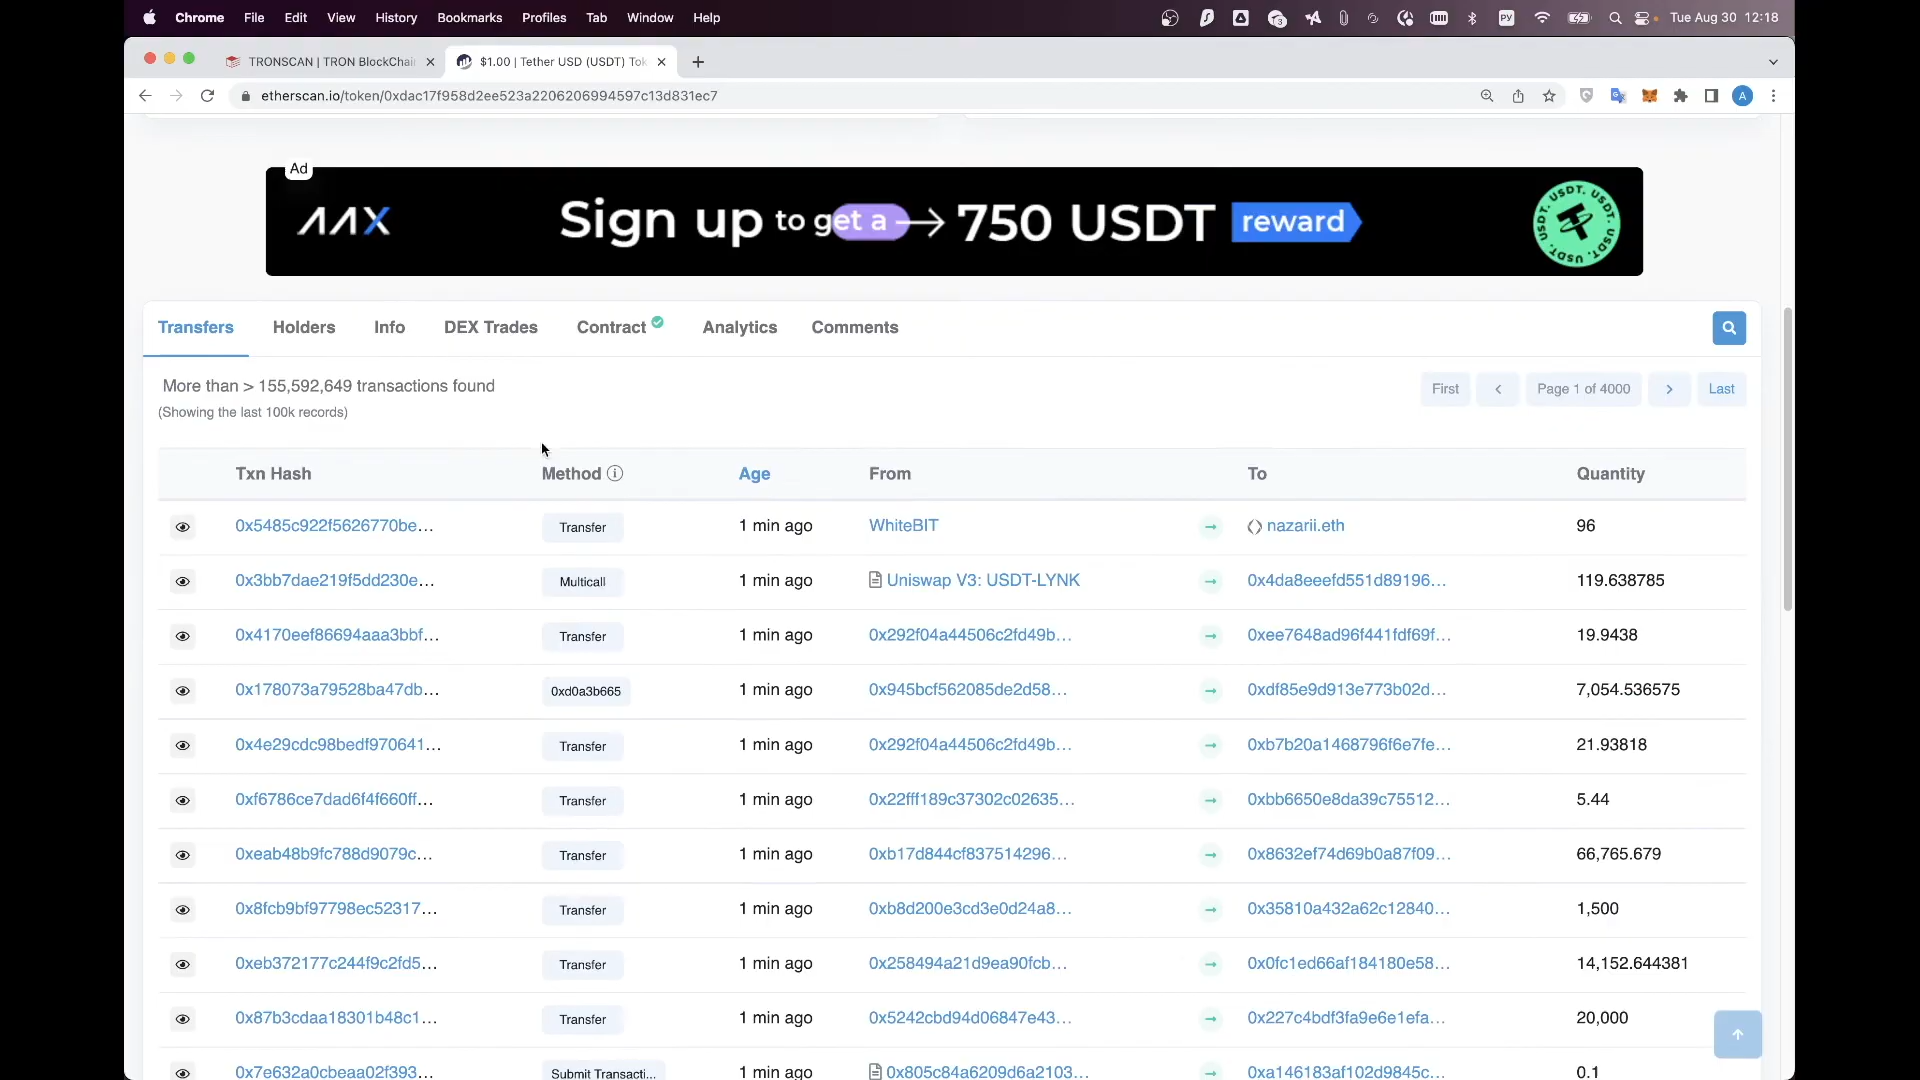 Chrome File Edit View History Bookmarks Profiles Tab Window Help 3 РУ Tue Aug 30 12:18
TRONSCAN | TRON BlockChai $1.00 | Tether USD (USDT) Tok
etherscan.io/token/0xdac17f958d2ee523a2206206994597c13d831ec7 A
Ad
AAX Sign up to get a → 750 USDT reward USDT. USDT. USDT. USDT.
Transfers Holders Info DEX Trades Contract Analytics Comments
More than > 155,592,649 transactions found
(Showing the last 100k records)
First < Page 1 of 4000 > Last
Txn Hash Method Age From To Quantity
0x5485c922f5626770be... Transfer 1 min ago WhiteBIT → nazarii.eth 96
0x3bb7dae219f5dd230e... Multicall 1 min ago Uniswap V3: USDT-LYNK → 0x4da8eeefd551d89196... 119.638785
0x4170eef86694aaa3bbf... Transfer 1 min ago 0x292f04a44506c2fd49b... → 0xee7648ad96f441fdf69f... 19.9438
0x178073a79528ba47db... 0xd0a3b665 1 min ago 0x945bcf562085de2d58... → 0xdf85e9d913e773b02d... 7,054.536575
0x4e29cdc98bedf970641... Transfer 1 min ago 0x292f04a44506c2fd49b... → 0xb7b20a1468796f6e7fe... 21.93818
0xf6786ce7dad6f4f660ff... Transfer 1 min ago 0x22fff189c37302c02635... → 0xbb6650e8da39c75512... 5.44
0xeab48b9fc788d9079c... Transfer 1 min ago 0xb17d844cf837514296... → 0x8632ef74d69b0a87f09... 66,765.679
0x8fcb9bf97798ec52317... Transfer 1 min ago 0xb8d200e3cd3e0d24a8... → 0x35810a432a62c12840... 1,500
0xeb372177c244f9c2fd5... Transfer 1 min ago 0x258494a21d9ea90fcb... → 0x0fc1ed66af184180e58... 14,152.644381
0x87b3cdaa18301b48c1... Transfer 1 min ago 0x5242cbd94d06847e43... → 0x227c4bdf3fa9e6e1efa... 20,000
0x7e632a0cbeaa02f393... Submit Transacti... 1 min ago 0x805c84a6209d6a2103... → 0xa146183af102d9845c... 0.1